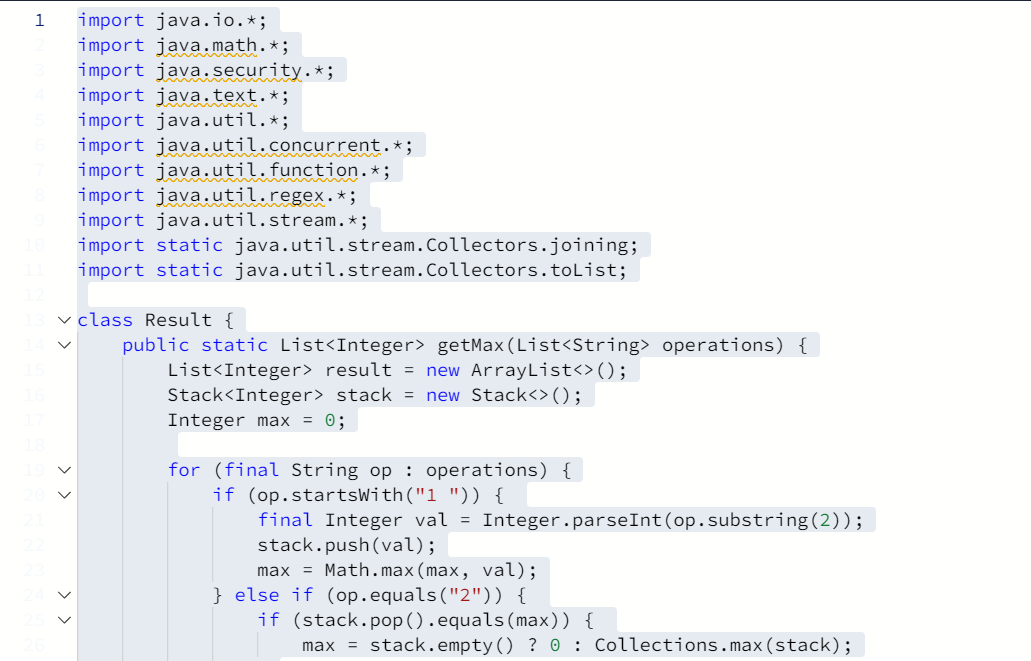 1 import java.io.*;
2 import java.math.*;
3 import java.security.*;
4 import java.text.*;
5 import java.util.*;
6 import java.util.concurrent.*;
7 import java.util.function.*;
8 import java.util.regex.*;
9 import java.util.stream.*;
10 import static java.util.stream.Collectors.joining;
11 import static java.util.stream.Collectors.toList;
12
13 class Result {
14     public static List<Integer> getMax(List<String> operations) {
15         List<Integer> result = new ArrayList<>();
16         Stack<Integer> stack = new Stack<>();
17         Integer max = 0;
18
19         for (final String op : operations) {
20             if (op.startsWith("1 ")) {
21                 final Integer val = Integer.parseInt(op.substring(2));
22                 stack.push(val);
23                 max = Math.max(max, val);
24             } else if (op.equals("2")) {
25                 if (stack.pop().equals(max)) {
26                     max = stack.empty() ? 0 : Collections.max(stack);